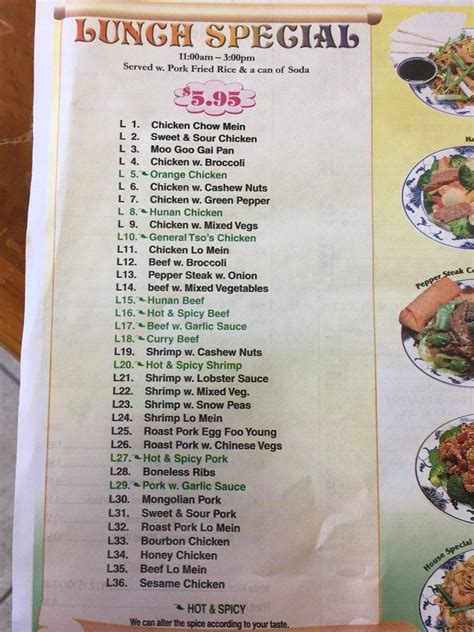 LUNCH SPECIAL
11:00am – 3:00pm
Served w. Pork Fried Rice & a can of Soda
$5.95
L 1. Chicken Chow Mein
L 2. Sweet & Sour Chicken
L 3. Moo Goo Gai Pan
L 4. Chicken w. Broccoli
L 5. Orange Chicken
L 6. Chicken w. Cashew Nuts
L 7. Chicken w. Green Pepper
L 8. Hunan Chicken
L 9. Chicken w. Mixed Vegs
L10. General Tso's Chicken
L11. Chicken Lo Mein
L12. Beef w. Broccoli
L13. Pepper Steak w. Onion
L14. beef w. Mixed Vegetables
L15. Hunan Beef
L16. Hot & Spicy Beef
L17. Beef w. Garlic Sauce
L18. Curry Beef
L19. Shrimp w. Cashew Nuts
L20. Hot & Spicy Shrimp
L21. Shrimp w. Lobster Sauce
L22. Shrimp w. Mixed Veg.
L23. Shrimp w. Snow Peas
L24. Shrimp Lo Mein
L25. Roast Pork Egg Foo Young
L26. Roast Pork w. Chinese Vegs
L27. Hot & Spicy Pork
L28. Boneless Ribs
L29. Pork w. Garlic Sauce
L30. Mongolian Pork
L31. Sweet & Sour Pork
L32. Roast Pork Lo Mein
L33. Bourbon Chicken
L34. Honey Chicken
L35. Beef Lo Mein
L36. Sesame Chicken
HOT & SPICY
We can alter the spice according to your taste.
Pepper Steak
House Special